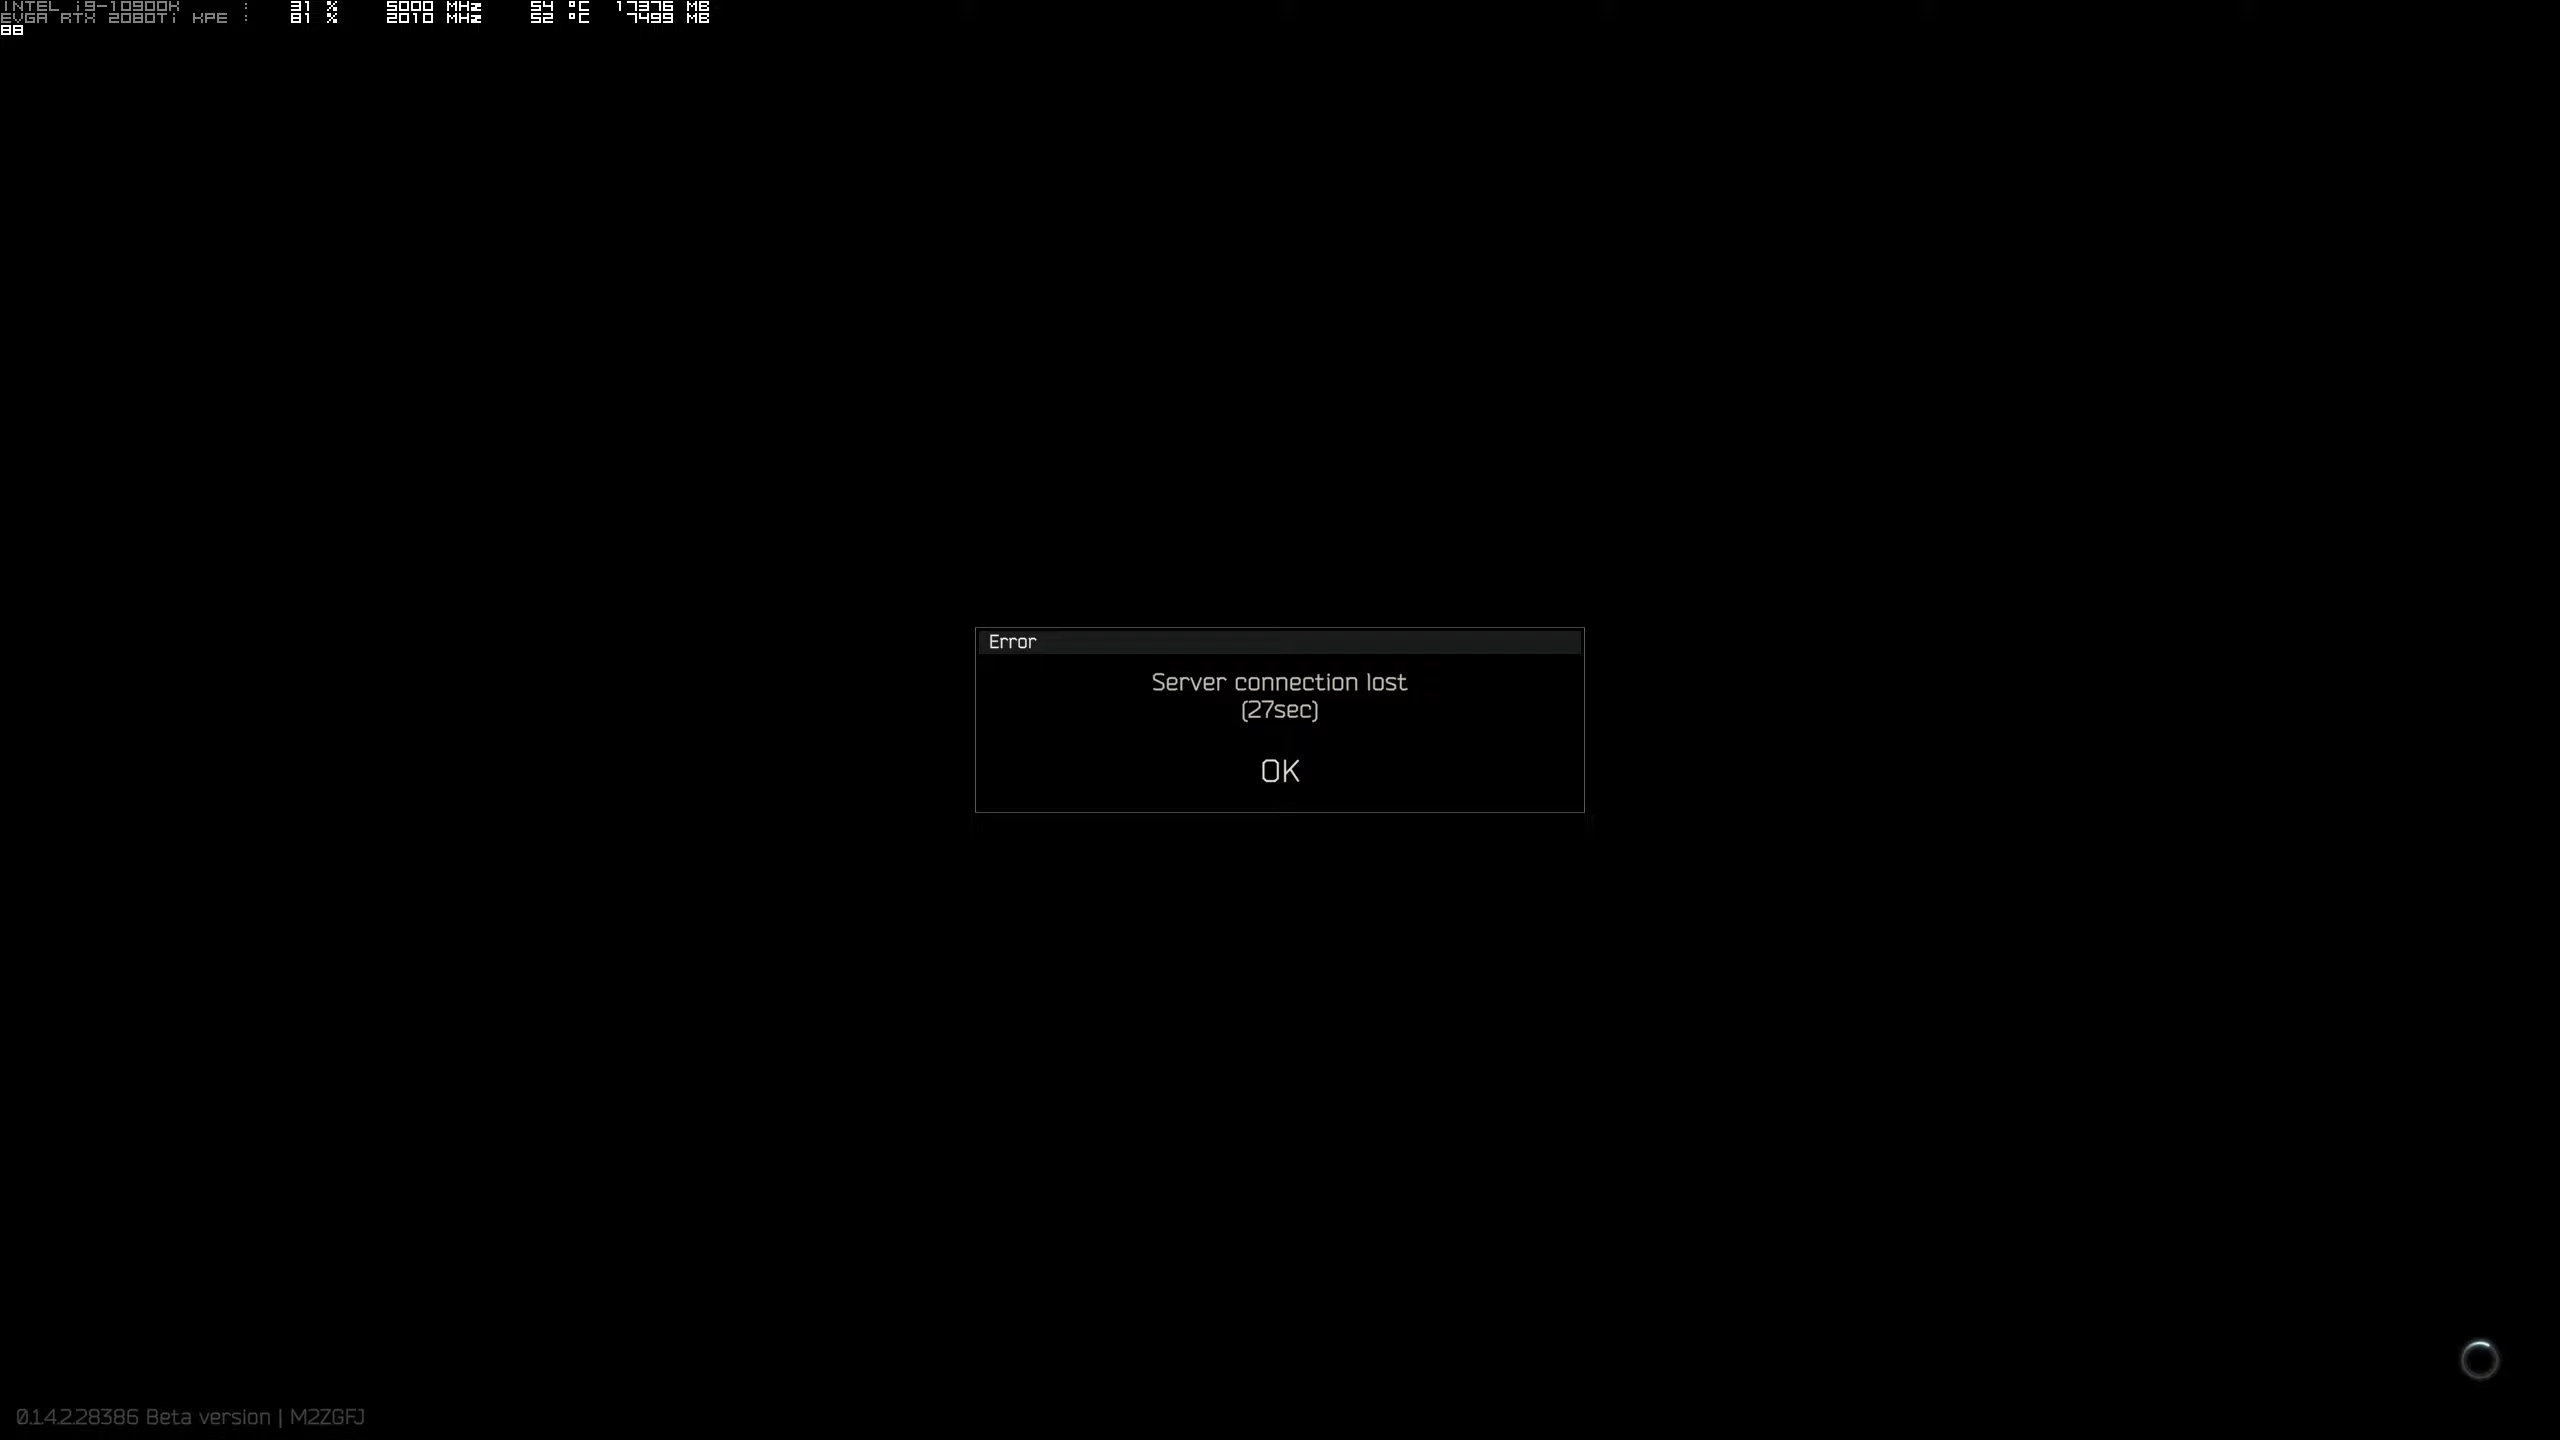 INTEL i9-10900K : 31 % 5000 MHz 54 °C 17376 MB
EVGA RTX 2080Ti KPE : 81 % 2010 MHz 52 °C 7499 MB
88
Error
Server connection lost
(27sec)
OK
0.14.2.28386 Beta version | M2ZGFJ